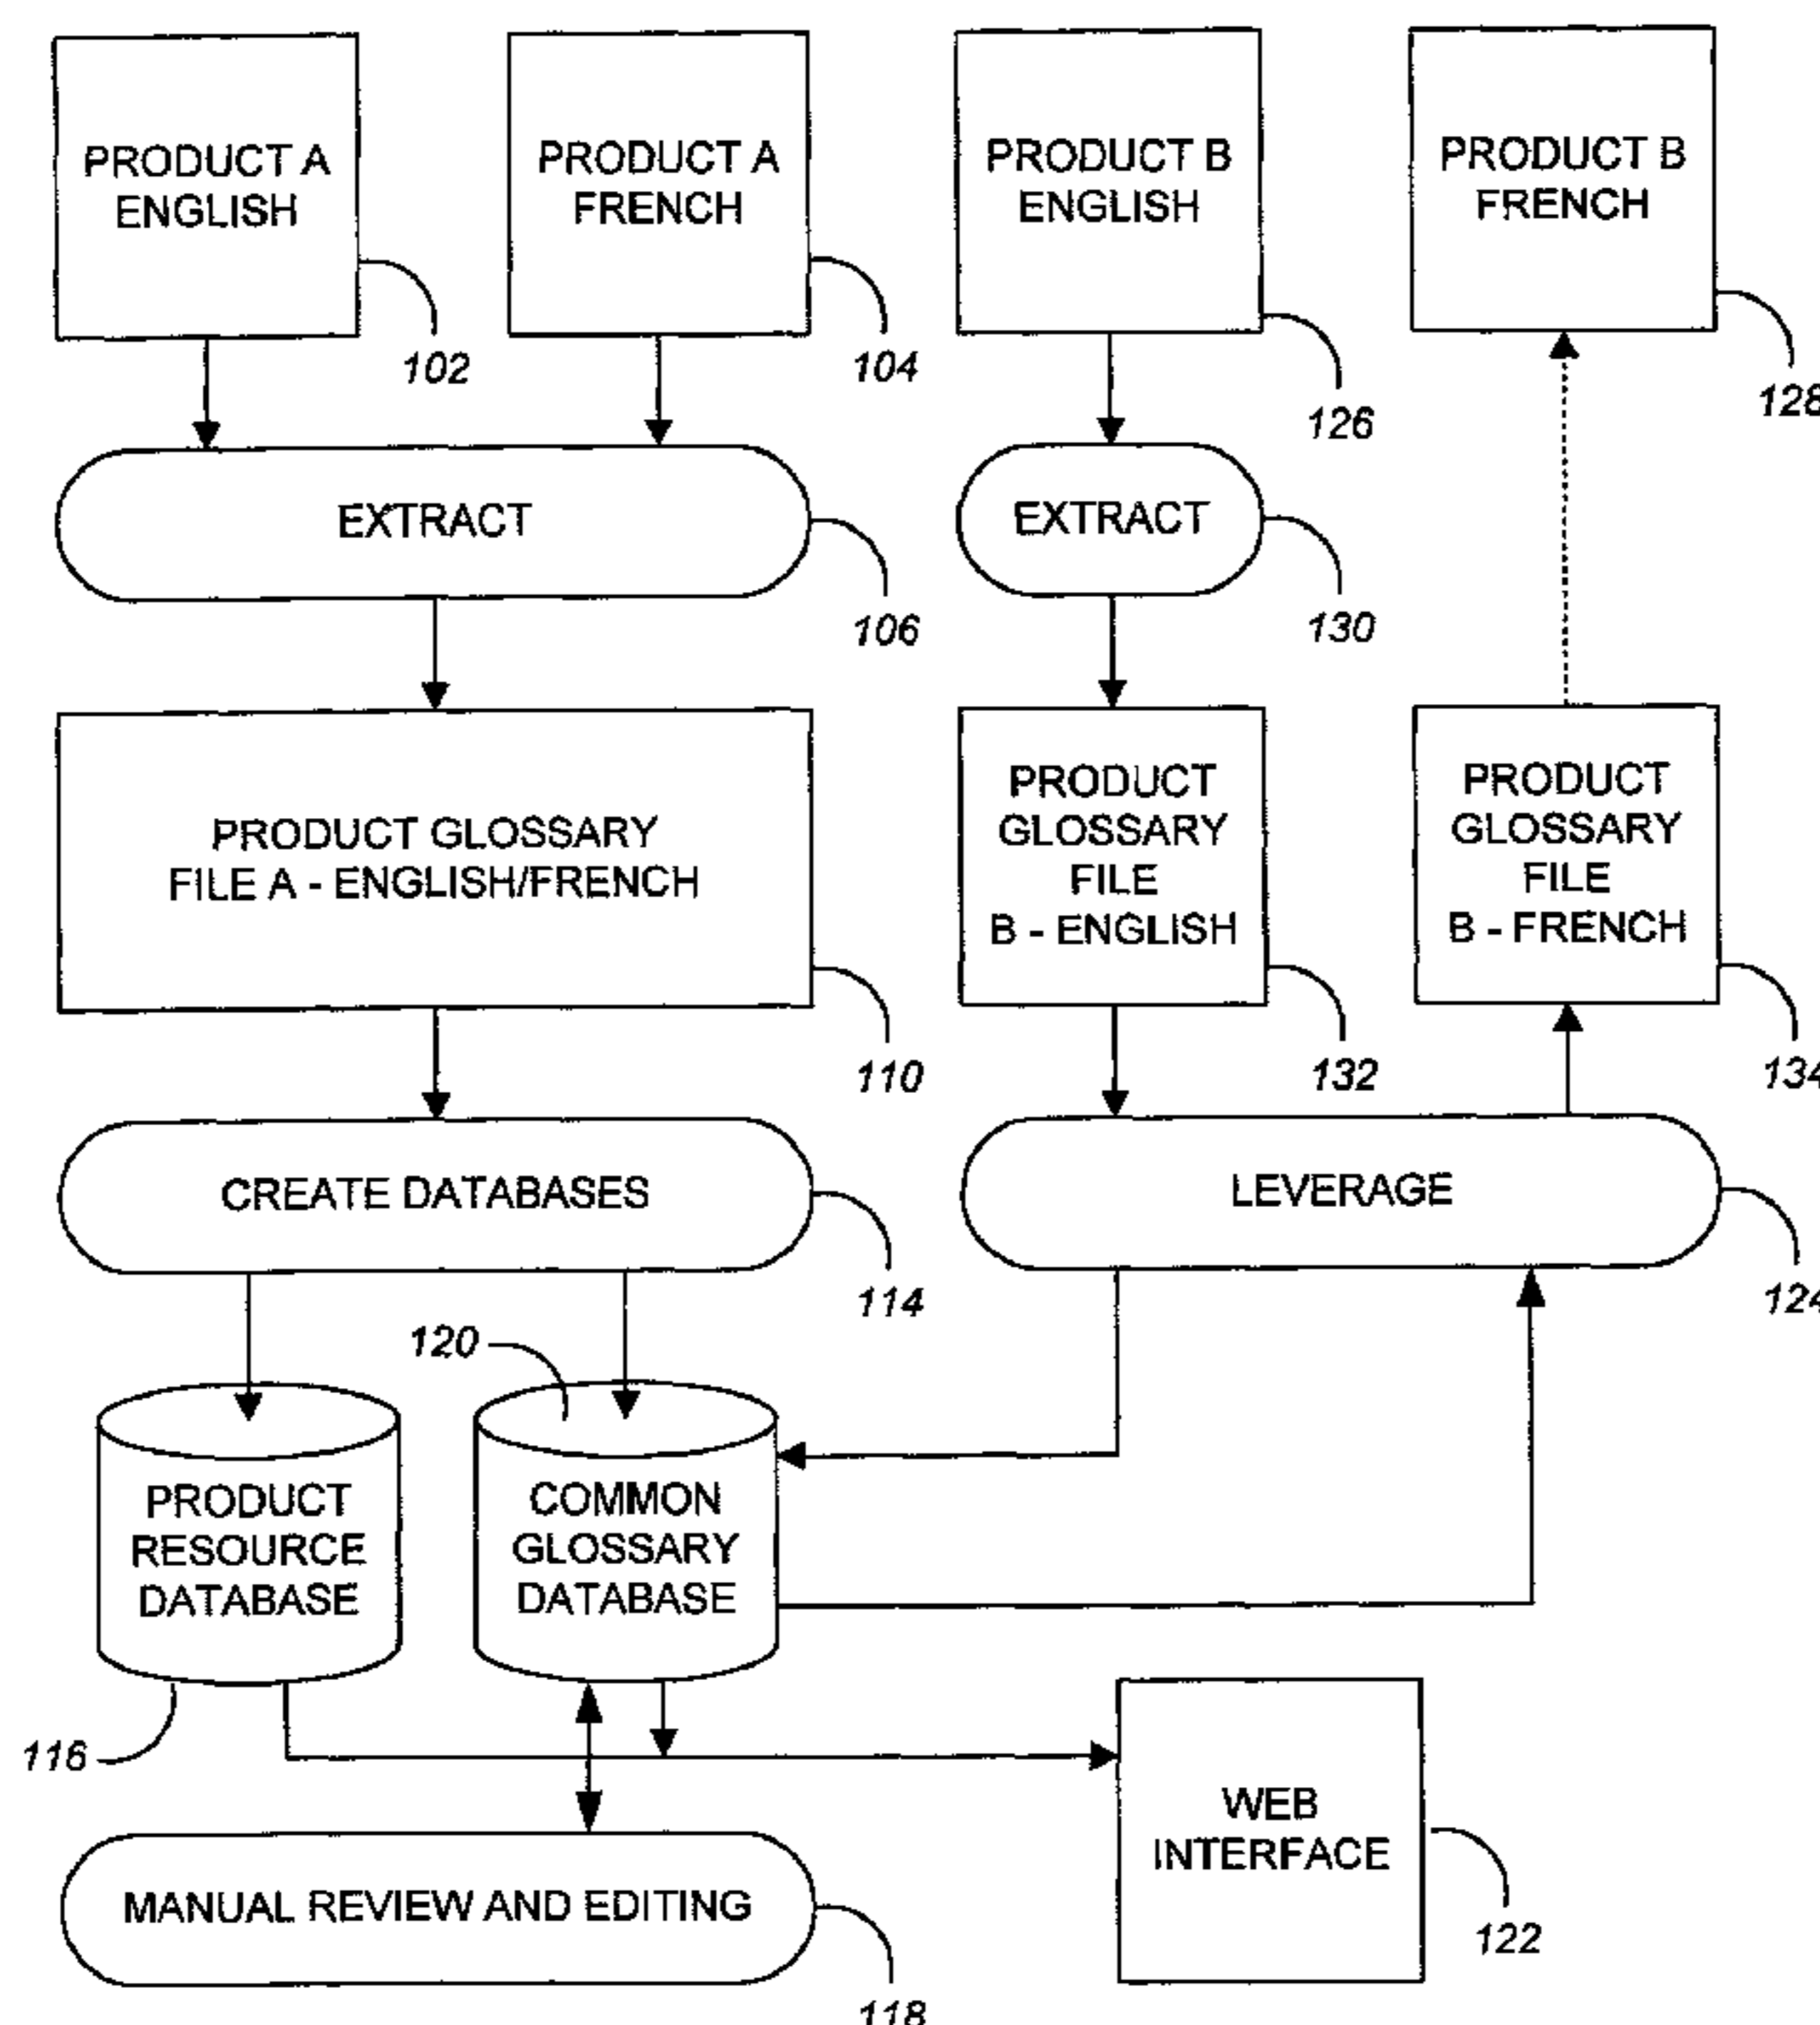 PRODUCT A
ENGLISH
102
PRODUCT A
FRENCH
104
PRODUCT B
ENGLISH
126
PRODUCT B
FRENCH
128
EXTRACT
106
EXTRACT
130
PRODUCT GLOSSARY
FILE A - ENGLISH/FRENCH
110
PRODUCT
GLOSSARY
FILE
B - ENGLISH
132
PRODUCT
GLOSSARY
FILE
B - FRENCH
134
CREATE DATABASES
114
LEVERAGE
124
120
PRODUCT
RESOURCE
DATABASE
116
COMMON
GLOSSARY
DATABASE
WEB
INTERFACE
122
MANUAL REVIEW AND EDITING
118